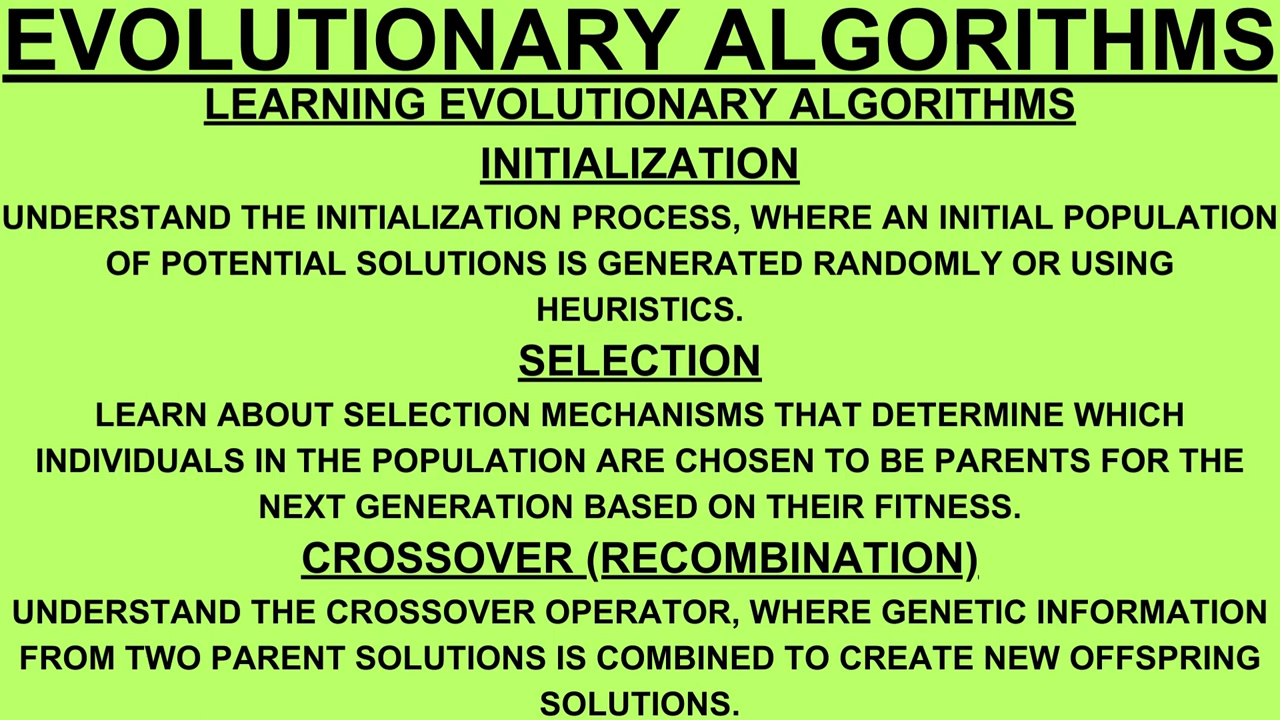 EVOLUTIONARY ALGORITHMS
LEARNING EVOLUTIONARY ALGORITHMS
INITIALIZATION
UNDERSTAND THE INITIALIZATION PROCESS, WHERE AN INITIAL POPULATION
OF POTENTIAL SOLUTIONS IS GENERATED RANDOMLY OR USING
HEURISTICS.
SELECTION
LEARN ABOUT SELECTION MECHANISMS THAT DETERMINE WHICH
INDIVIDUALS IN THE POPULATION ARE CHOSEN TO BE PARENTS FOR THE
NEXT GENERATION BASED ON THEIR FITNESS.
CROSSOVER (RECOMBINATION)
UNDERSTAND THE CROSSOVER OPERATOR, WHERE GENETIC INFORMATION
FROM TWO PARENT SOLUTIONS IS COMBINED TO CREATE NEW OFFSPRING
SOLUTIONS.